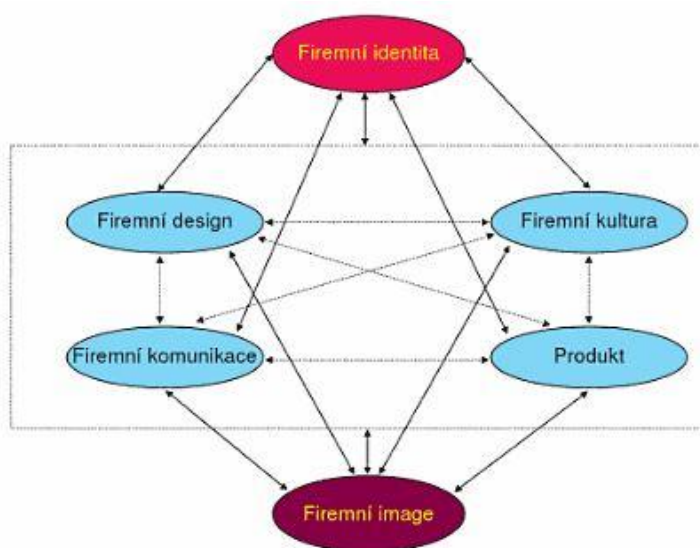 Firemní identita
Firemní design
Firemní kultura
Firemní komunikace
Produkt
Firemní image